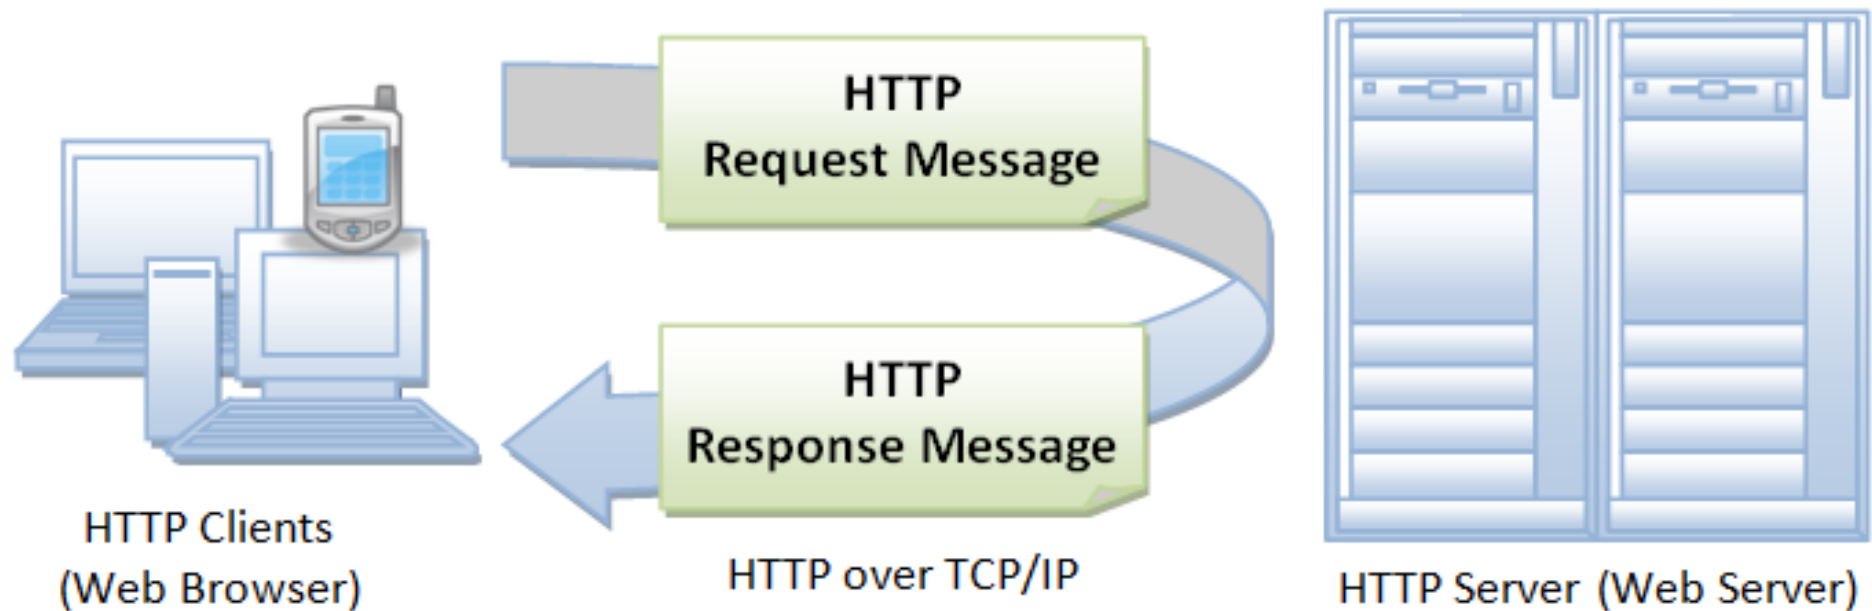 HTTP
Request Message
HTTP
Response Message
HTTP Clients
(Web Browser)
HTTP over TCP/IP
HTTP Server (Web Server)